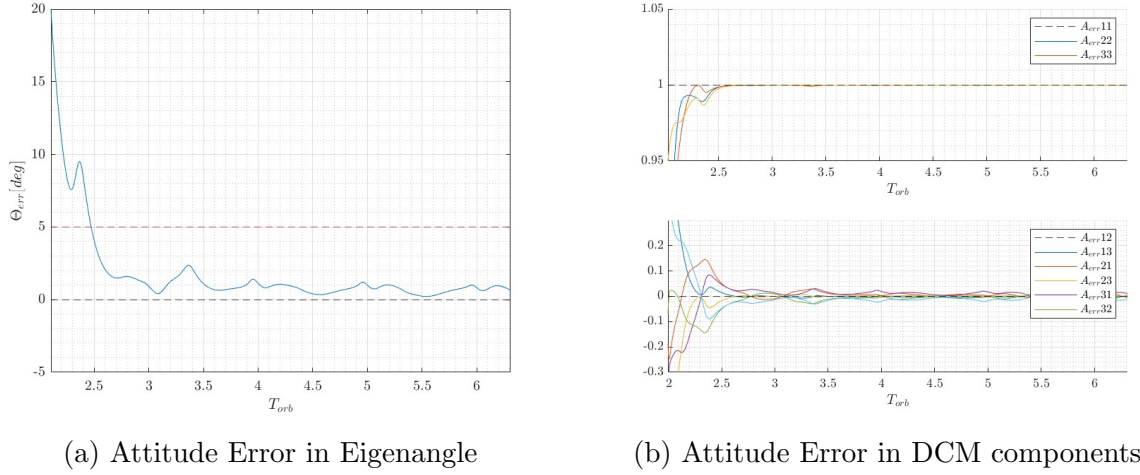 20
15
10
5
0
-5
Θ_err[deg]
2.5 3 3.5 4 4.5 5 5.5 6
T_orb
(a) Attitude Error in Eigenangle
1.05
1
0.95
A_err11
A_err22
A_err33
2 2.5 3 3.5 4 4.5 5 5.5 6
T_orb
0.2
0.1
0
-0.1
-0.2
-0.3
A_err12
A_err13
A_err21
A_err23
A_err31
A_err32
2 2.5 3 3.5 4 4.5 5 5.5 6
T_orb
(b) Attitude Error in DCM components